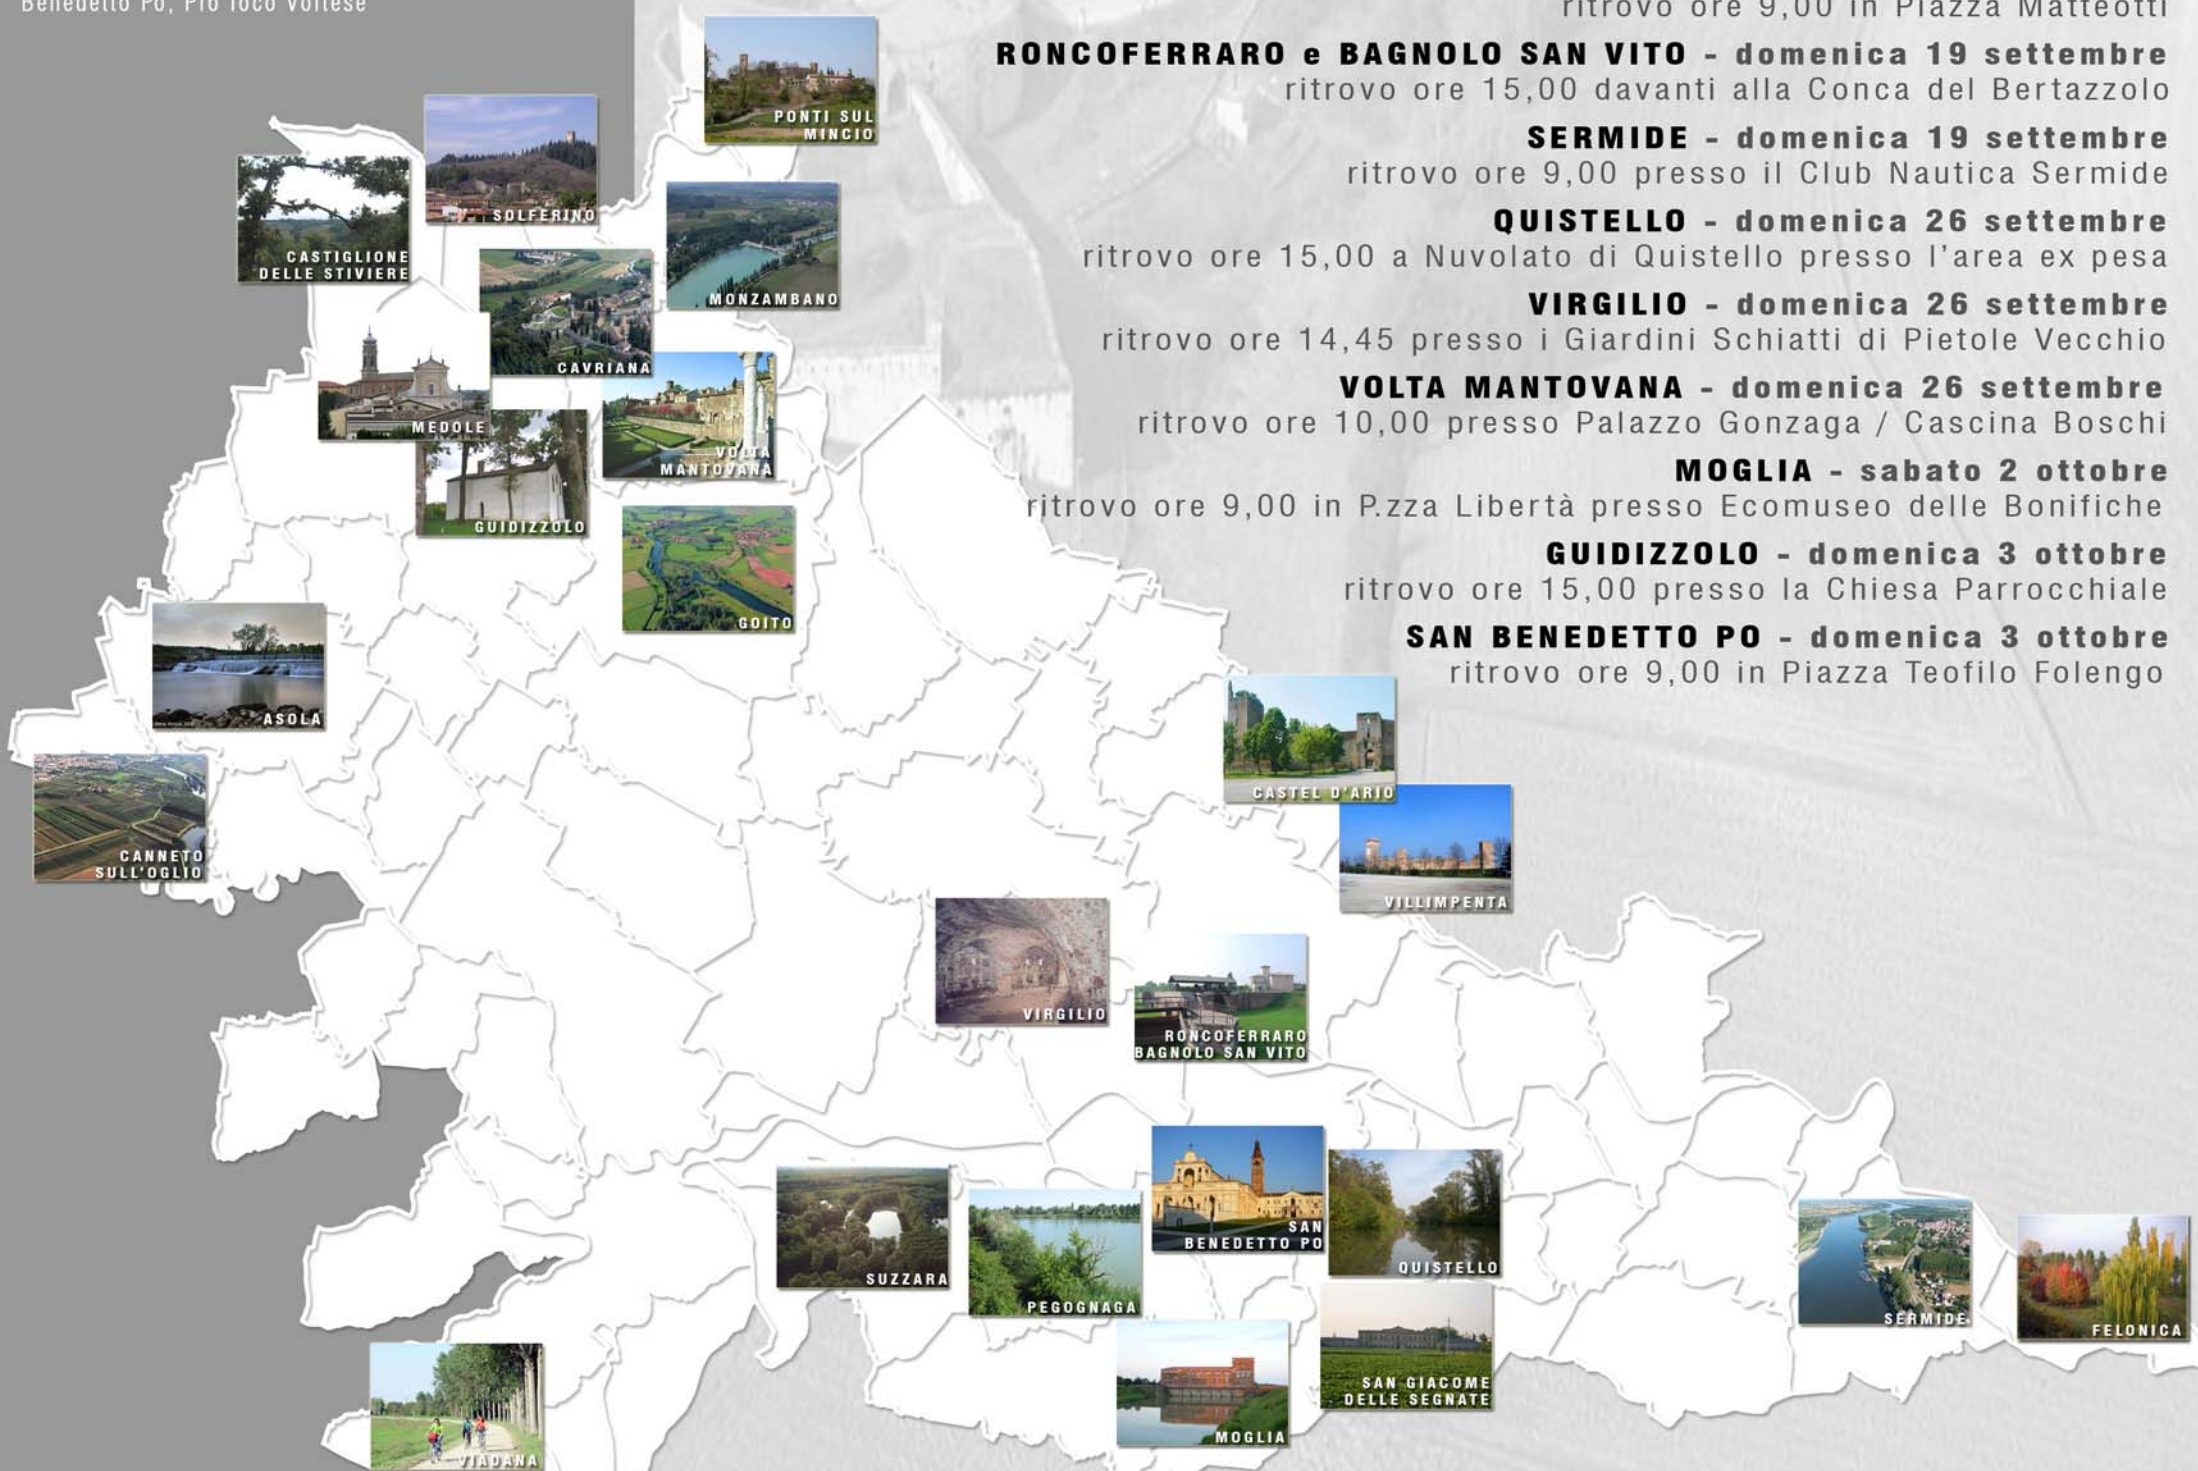 Benedetto Po, Pro loco Voltese
ritrovo ore 9,00 in Piazza Matteotti
RONCOFERRARO e BAGNOLO SAN VITO - domenica 19 settembre
ritrovo ore 15,00 davanti alla Conca del Bertazzolo
SERMIDE - domenica 19 settembre
ritrovo ore 9,00 presso il Club Nautica Sermide
QUISTELLO - domenica 26 settembre
ritrovo ore 15,00 a Nuvolato di Quistello presso l'area ex pesa
VIRGILIO - domenica 26 settembre
ritrovo ore 14,45 presso i Giardini Schiatti di Pietole Vecchio
VOLTA MANTOVANA - domenica 26 settembre
ritrovo ore 10,00 presso Palazzo Gonzaga / Cascina Boschi
MOGLIA - sabato 2 ottobre
ritrovo ore 9,00 in P.zza Libertà presso Ecomuseo delle Bonifiche
GUIDIZZOLO - domenica 3 ottobre
ritrovo ore 15,00 presso la Chiesa Parrocchiale
SAN BENEDETTO PO - domenica 3 ottobre
ritrovo ore 9,00 in Piazza Teofilo Folengo
PONTI SUL
MINCIO
SOLFERINO
CASTIGLIONE
DELLE STIVIERE
MONZAMBANO
CAVRIANA
MEDOLE
VOLTA
MANTOVANA
GUIDIZZOLO
GOITO
ASOLA
CANNETO
SULL'OGLIO
CASTEL D'ARIO
VILLIMPENTA
VIRGILIO
RONCOFERRARO
BAGNOLO SAN VITO
SAN
BENEDETTO PO
QUISTELLO
SUZZARA
PEGOGNAGA
SERMIDE
FELONICA
SAN GIACOME
DELLE SEGNATE
MOGLIA
VIADANA